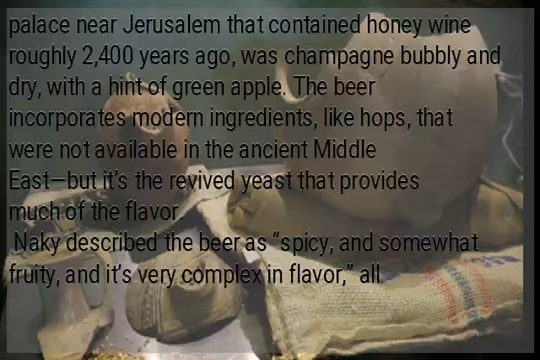 palace near Jerusalem that contained honey wine
roughly 2,400 years ago, was champagne bubbly and
dry, with a hint of green apple. The beer
incorporates modern ingredients, like hops, that
were not available in the ancient Middle
East—but it's the revived yeast that provides
much of the flavor.
Naky described the beer as “spicy, and somewhat
fruity, and it's very complex in flavor,” all